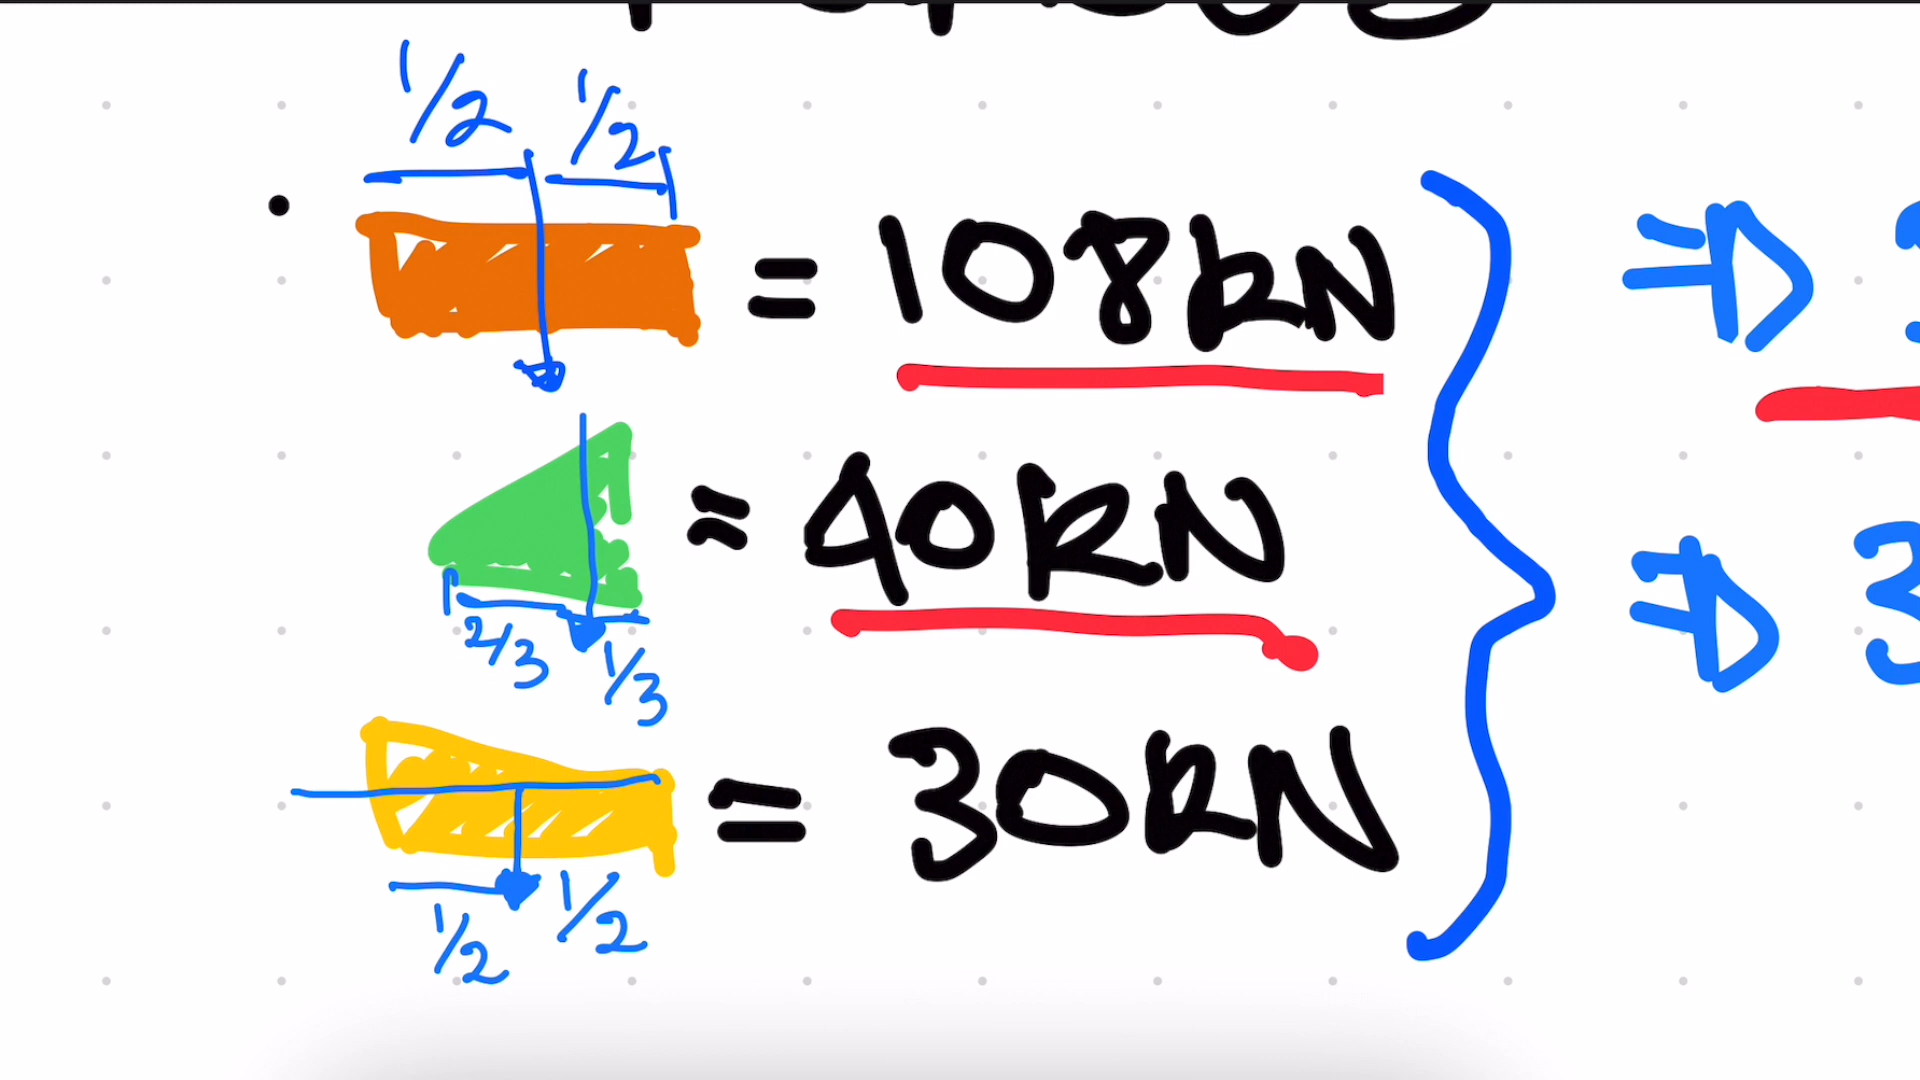 1/2 1/2
= 108kN
≈ 40kN
2/3 1/3
= 30kN
1/2 1/2